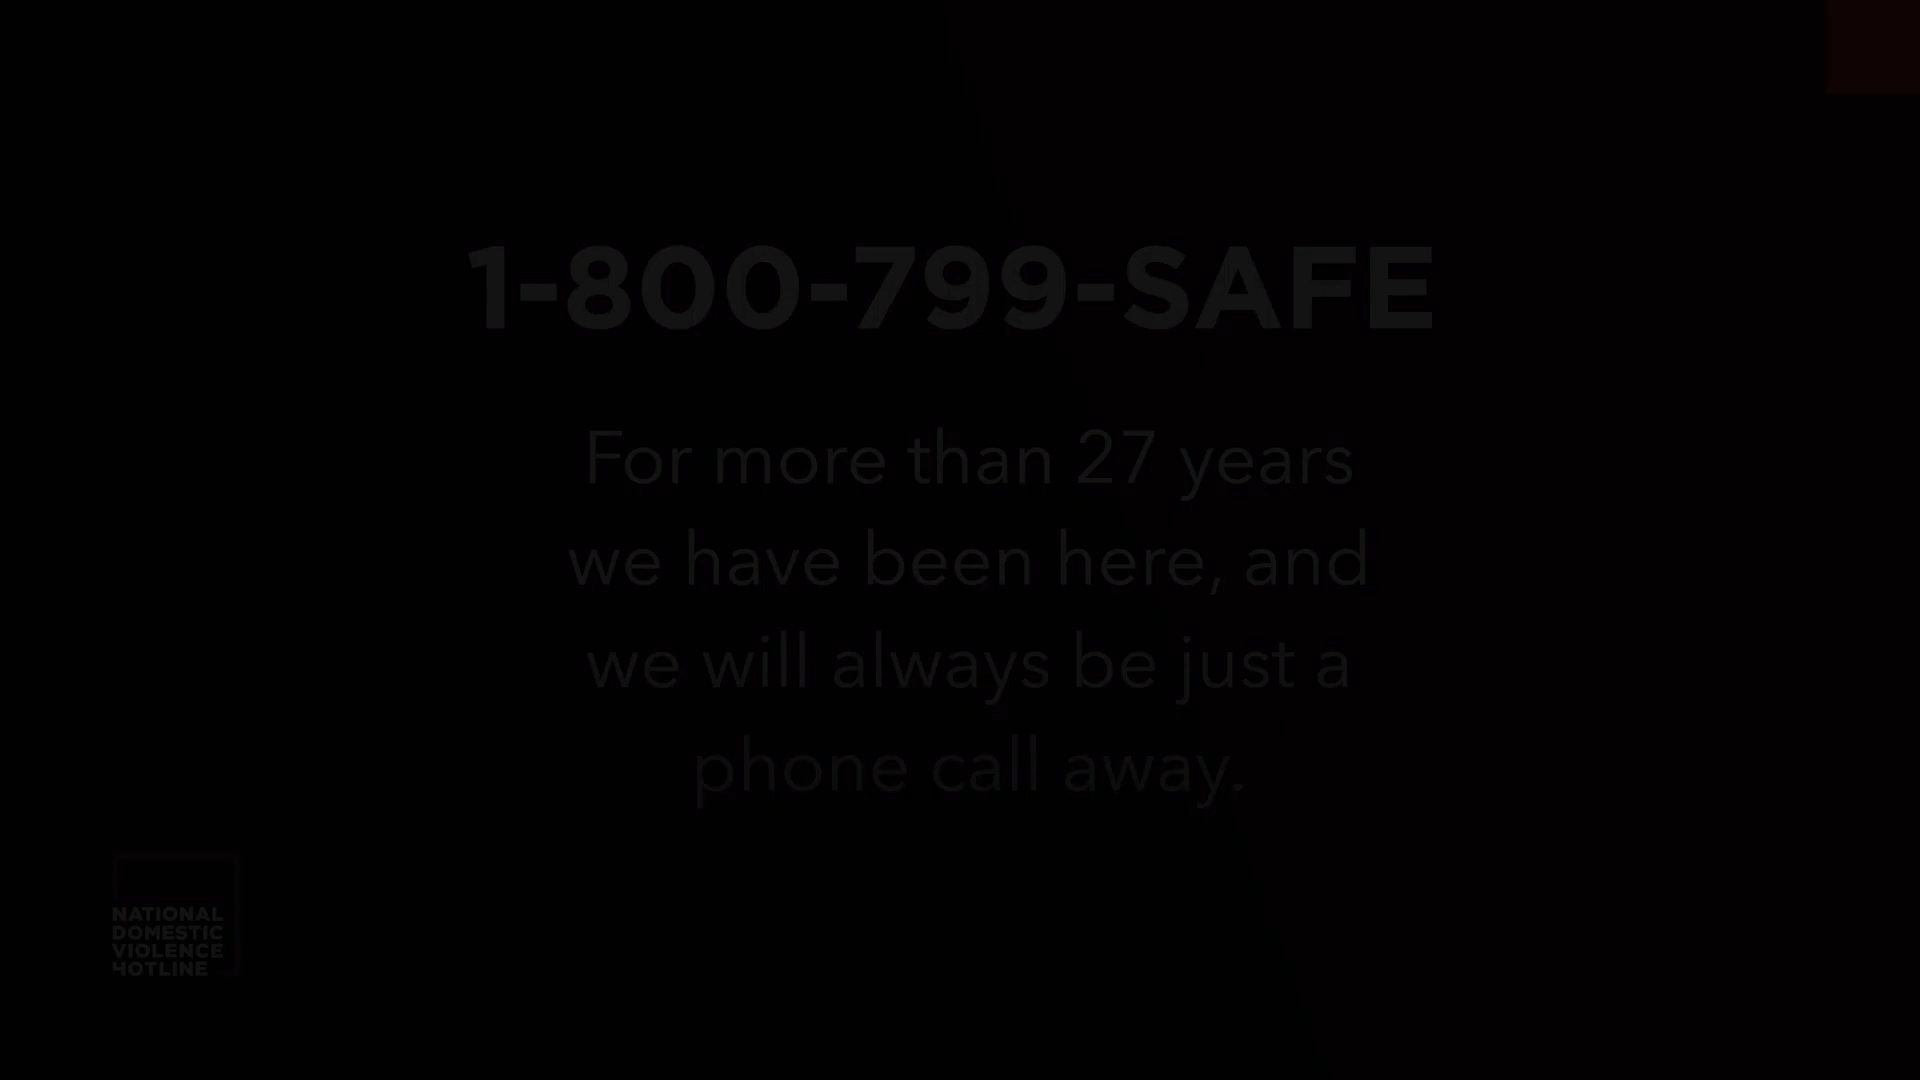 1-800-799-SAFE
For more than 27 years
we have been here, and
we will always be just a
phone call away.
NATIONAL
DOMESTIC
VIOLENCE
HOTLINE